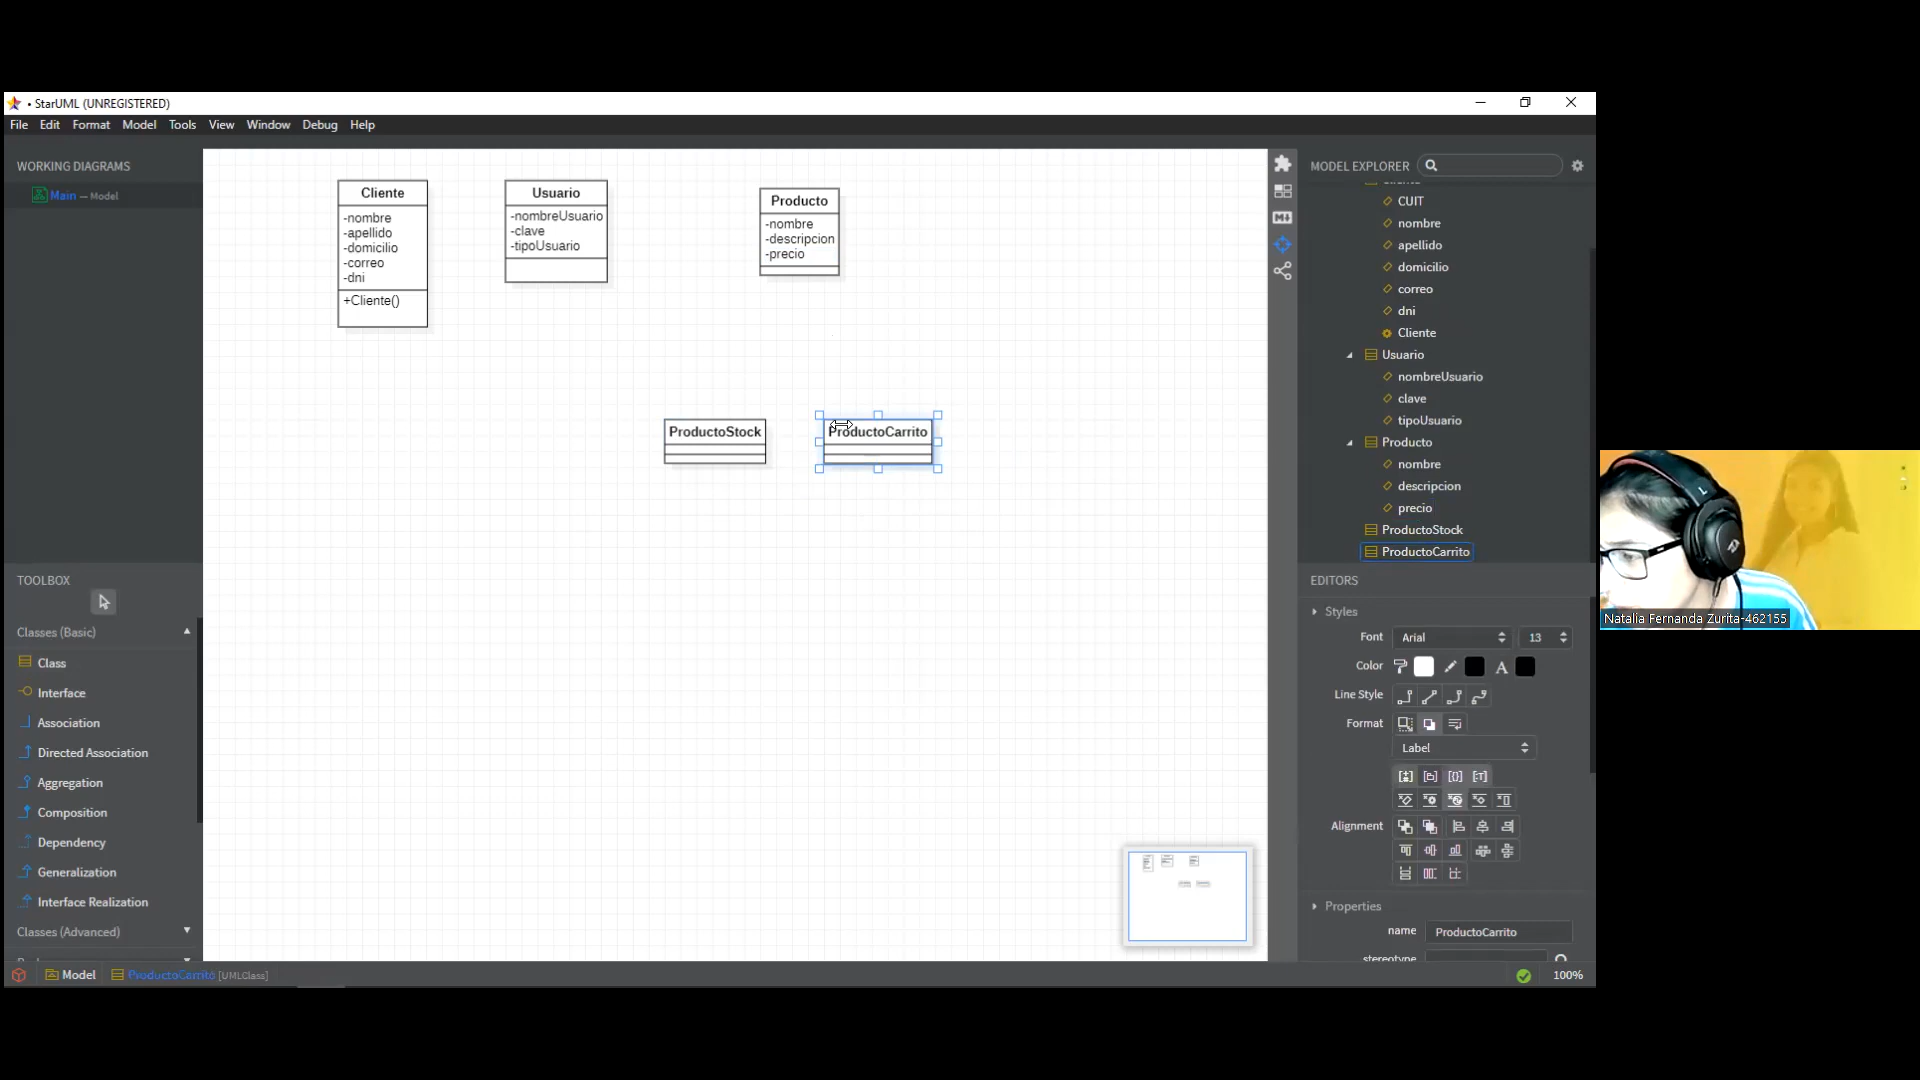 • StarUML (UNREGISTERED)
File Edit Format Model Tools View Window Debug Help
WORKING DIAGRAMS
Main — Model
Cliente
-nombre
-apellido
-domicilio
-correo
-dni
+Cliente()
Usuario
-nombreUsuario
-clave
-tipoUsuario
Producto
-nombre
-descripcion
-precio
ProductoStock
ProductoCarrito
MODEL EXPLORER
Cliente
CUIT
nombre
apellido
domicilio
correo
dni
Cliente
Usuario
nombreUsuario
clave
tipoUsuario
Producto
nombre
descripcion
precio
ProductoStock
ProductoCarrito
TOOLBOX
Classes (Basic)
Class
Interface
Association
Directed Association
Aggregation
Composition
Dependency
Generalization
Interface Realization
Classes (Advanced)
EDITORS
Styles
Font Arial 13
Color A
Line Style
Format
Label
Alignment
Properties
name ProductoCarrito
stereotype
Model ProductoCarrito [UMLClass]
100%
Natalia Fernanda Zurita-462155